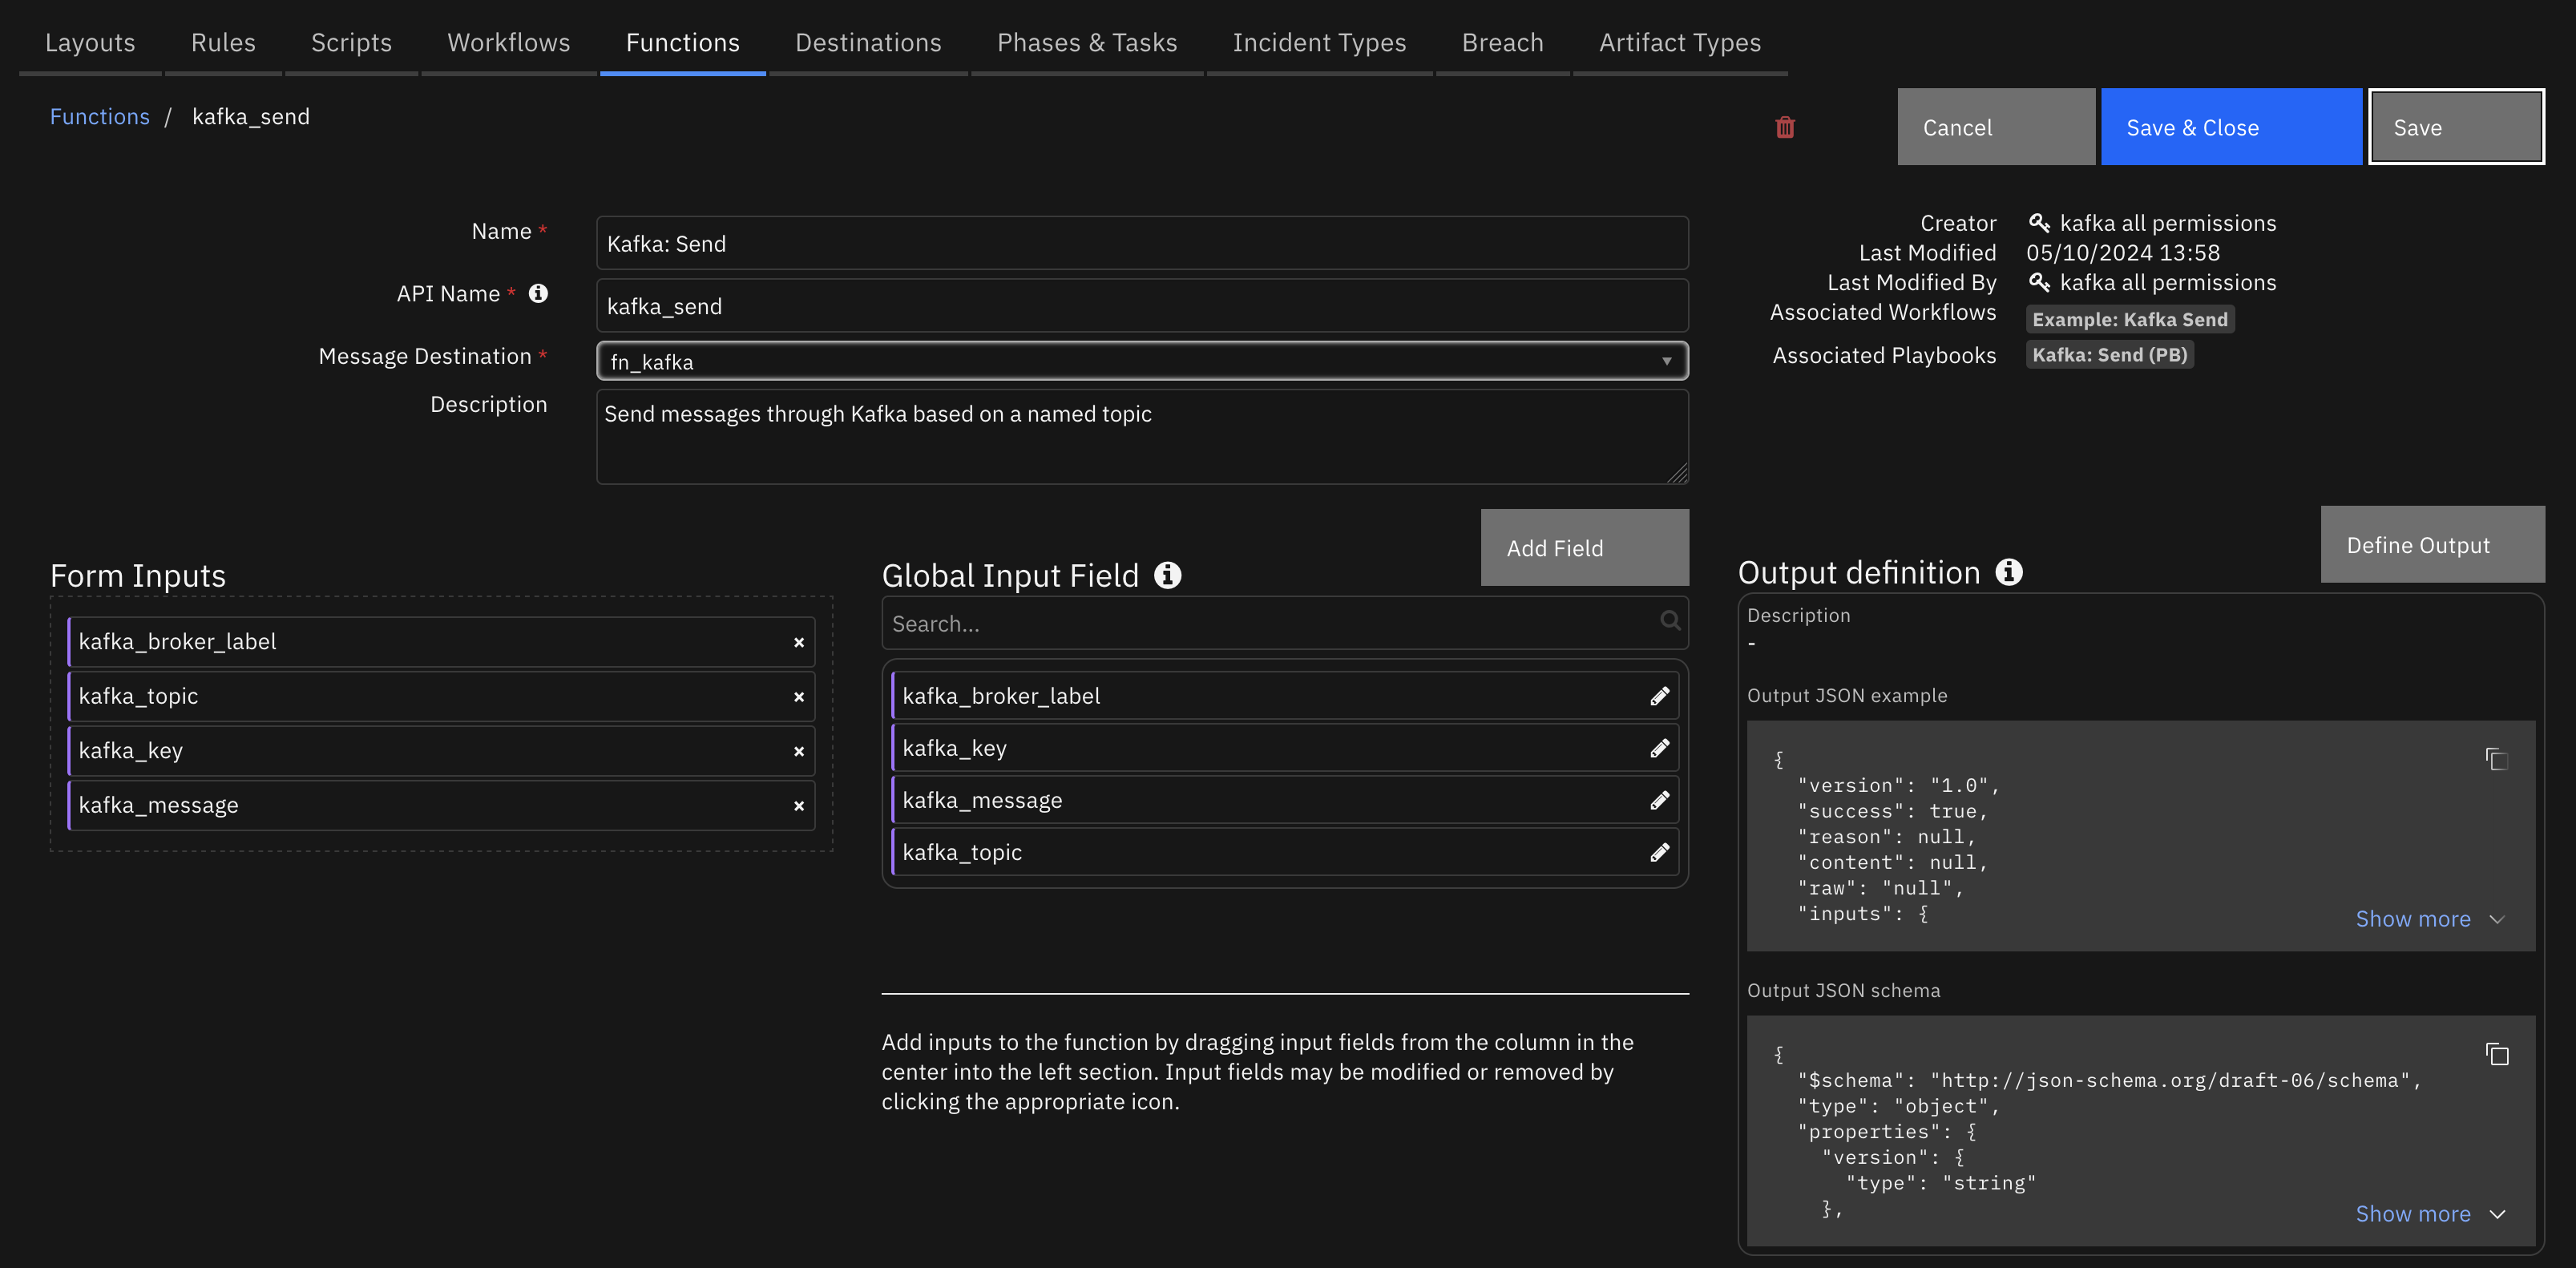 Layouts Rules Scripts Workflows Functions Destinations Phases & Tasks Incident Types Breach Artifact Types
Functions / kafka_send
Cancel
Save & Close
Save
Name *
Kafka: Send
API Name *
kafka_send
Message Destination *
fn_kafka
Description
Send messages through Kafka based on a named topic
Creator kafka all permissions
Last Modified 05/10/2024 13:58
Last Modified By kafka all permissions
Associated Workflows Example: Kafka Send
Associated Playbooks Kafka: Send (PB)
Form Inputs
kafka_broker_label ×
kafka_topic ×
kafka_key ×
kafka_message ×
Global Input Field
Add Field
Search...
kafka_broker_label
kafka_key
kafka_message
kafka_topic
Add inputs to the function by dragging input fields from the column in the
center into the left section. Input fields may be modified or removed by
clicking the appropriate icon.
Output definition
Define Output
Description
-
Output JSON example
{
"version": "1.0",
"success": true,
"reason": null,
"content": null,
"raw": "null",
"inputs": {
Show more
Output JSON schema
{
"$schema": "http://json-schema.org/draft-06/schema",
"type": "object",
"properties": {
"version": {
"type": "string"
},
Show more